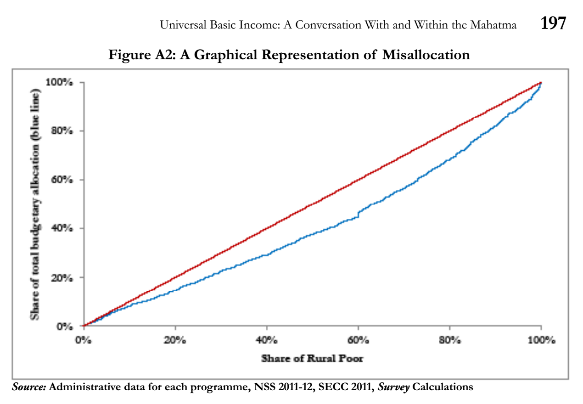 Universal Basic Income: A Conversation With and Within the Mahatma 197
Figure A2: A Graphical Representation of Misallocation
Share of total budgetary allocation (blue line)
100%
80%
60%
40%
20%
0%
0% 20% 40% 60% 80% 100%
Share of Rural Poor
Source: Administrative data for each programme, NSS 2011-12, SECC 2011, Survey Calculations